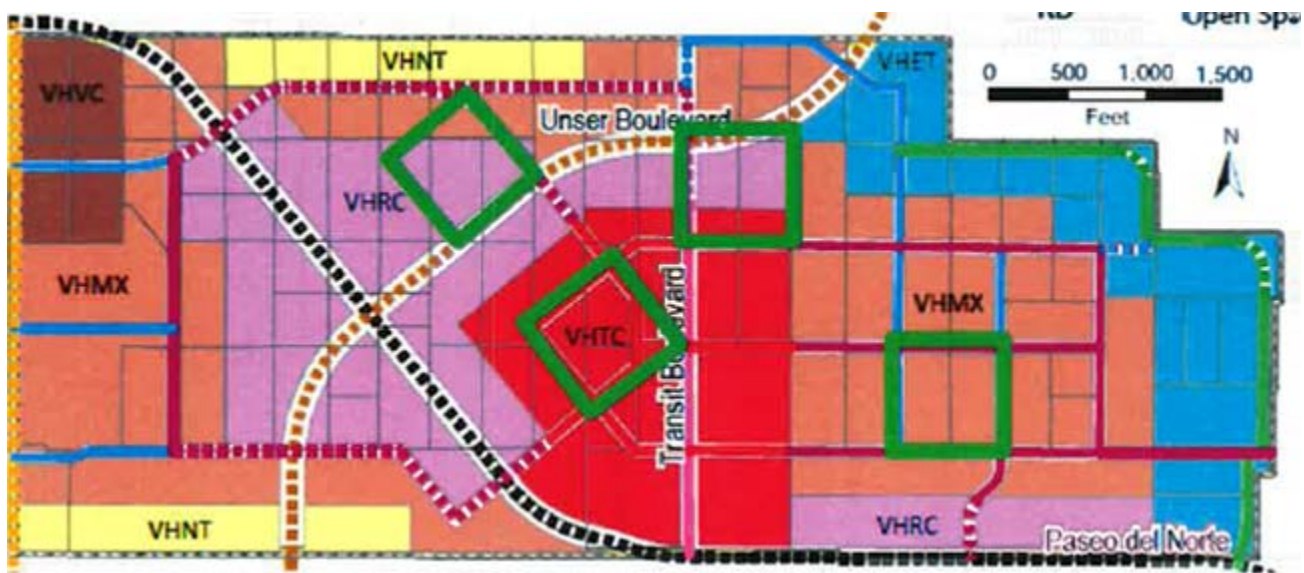 Open Spa
VHNT
VHET
0 500 1.000 1.500
Feet
VHVC
Unser Boulevard
N
VHRC
VHMX
VHMX
VHTC
Transit Boulevard
VHNT
VHRC
Paseo del Norte